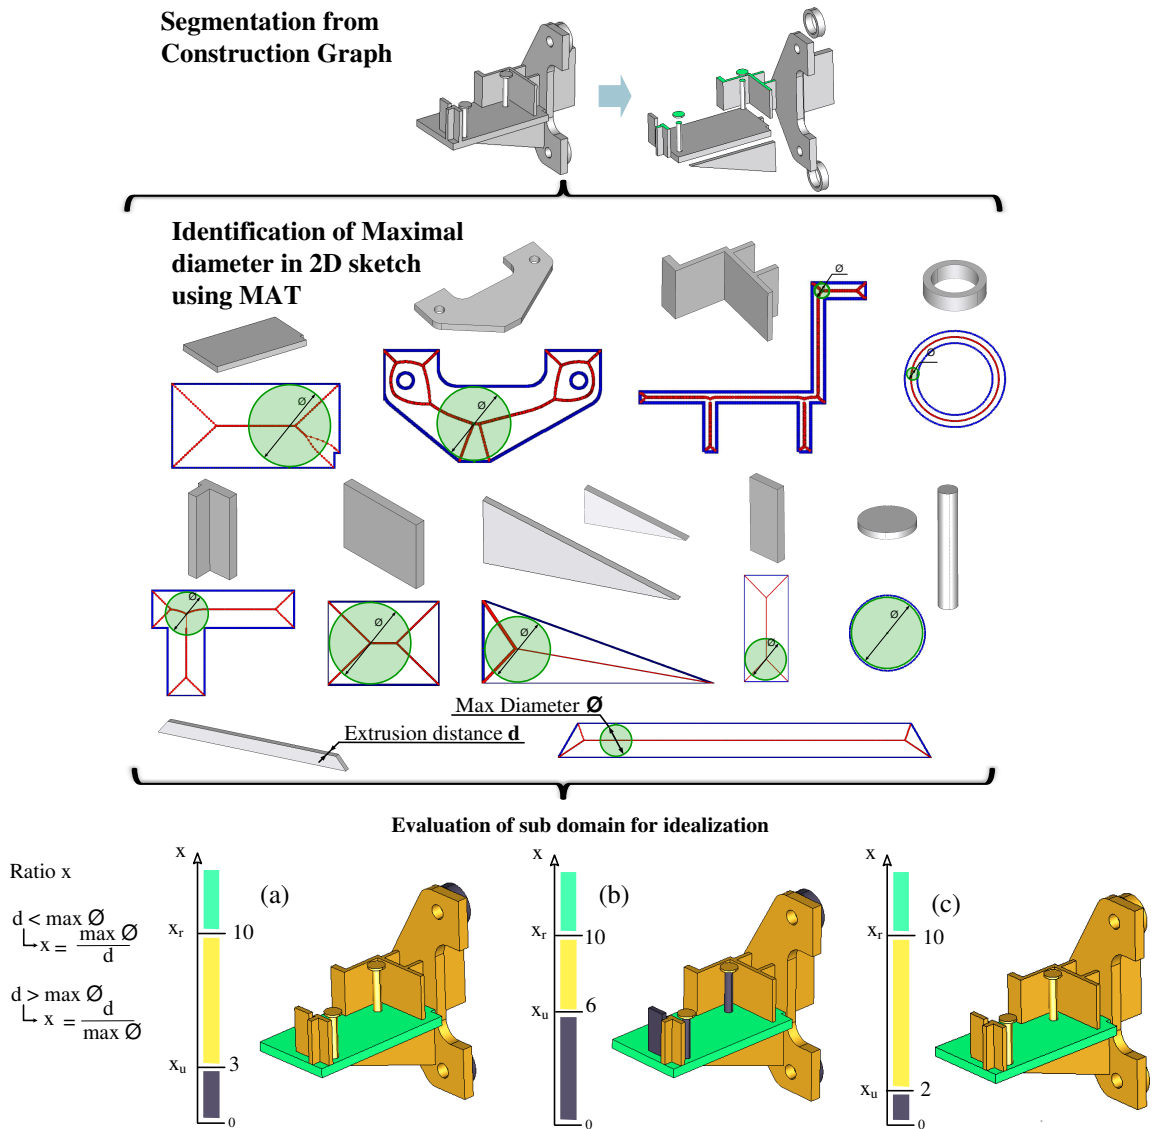 Segmentation from
Construction Graph
Identification of Maximal
diameter in 2D sketch
using MAT
Ø
Ø
Ø
Ø
Ø
Ø
Ø
Ø
Ø
Max Diameter Ø
Extrusion distance d
Evaluation of sub domain for idealization
Ratio x
d < max Ø
x = max Ø
d
d > max Ø
x = d
max Ø
x
(a)
xr
10
xu
3
0
x
(b)
xr
10
xu
6
0
x
(c)
xr
10
xu
2
0